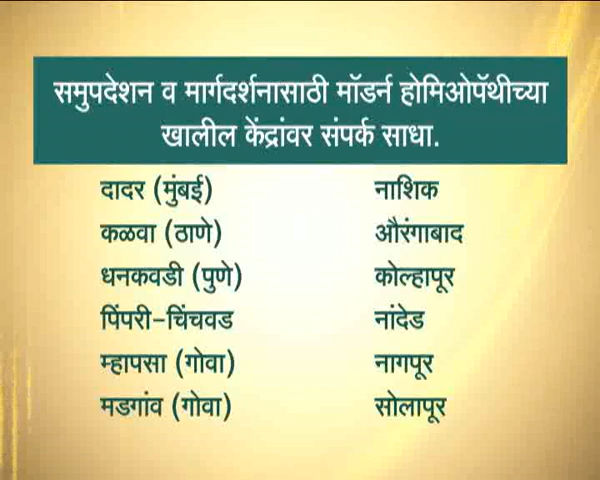 समुपदेशन व मार्गदर्शनासाठी मॉडर्न होमिओपॅथीच्या
खालील केंद्रांवर संपर्क साधा.
दादर (मुंबई) नाशिक
कळवा (ठाणे) औरंगाबाद
धनकवडी (पुणे) कोल्हापूर
पिंपरी-चिंचवड नांदेड
म्हापसा (गोवा) नागपूर
मडगांव (गोवा) सोलापूर